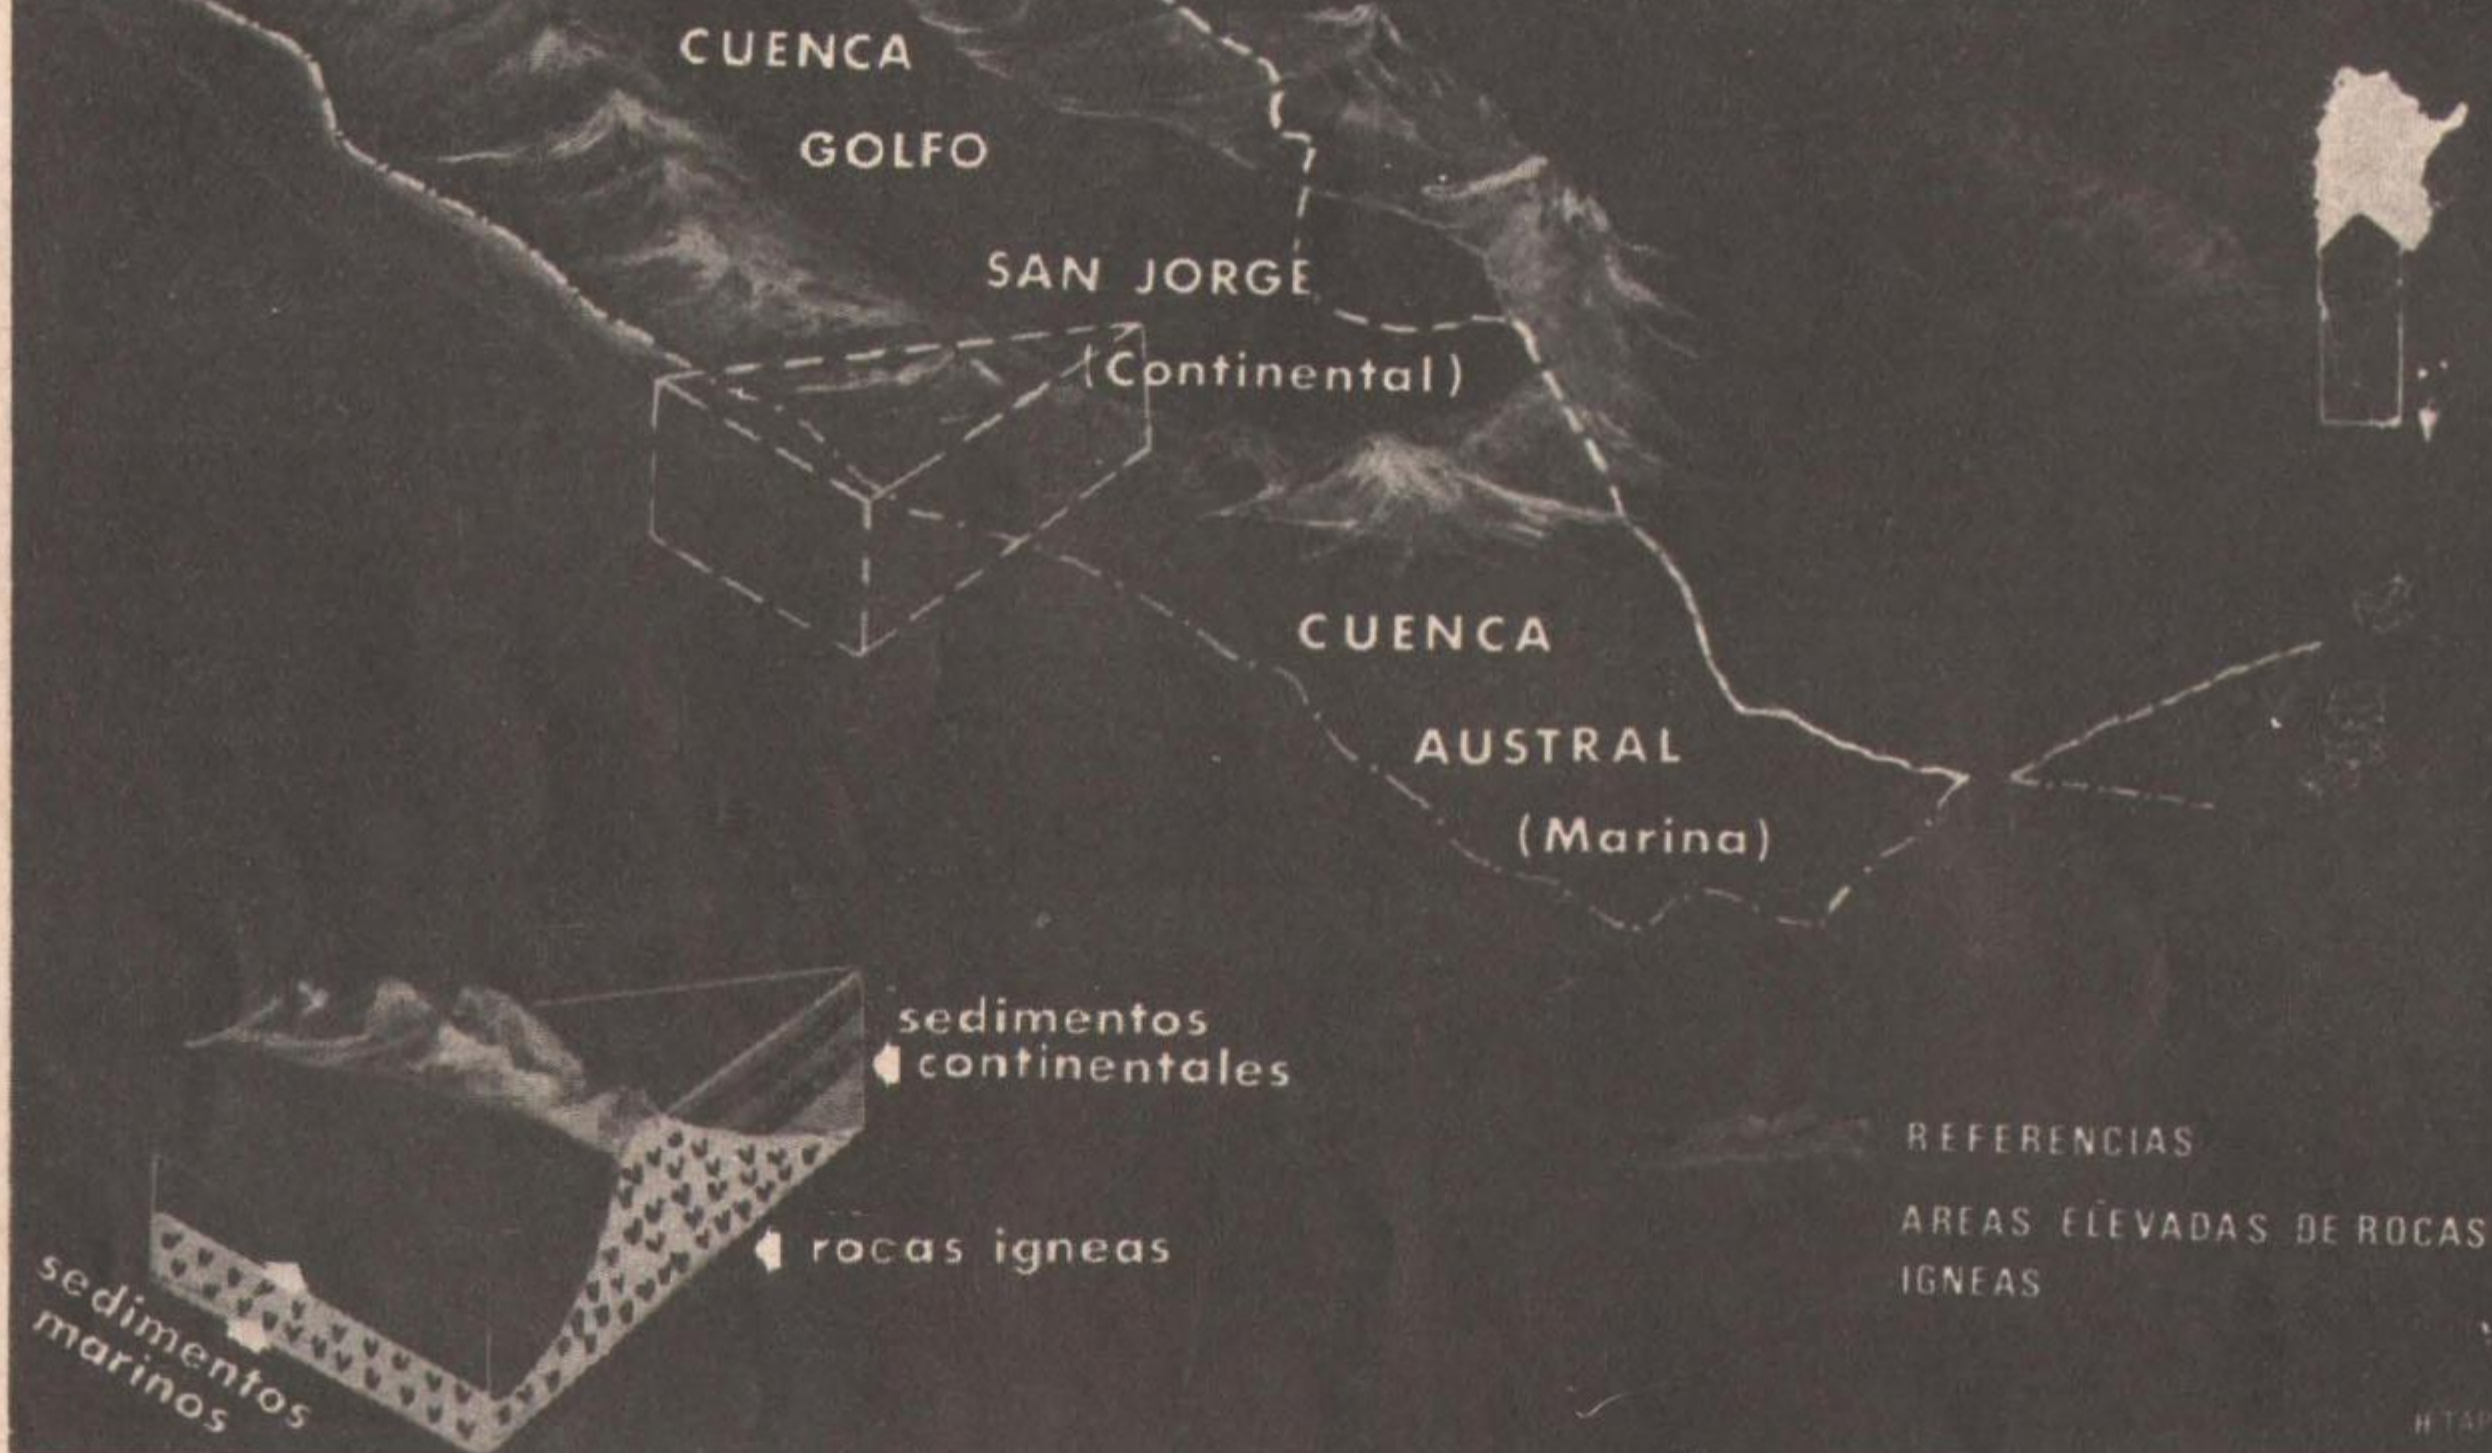 CUENCA
GOLFO
SAN JORGE
(Continental)
CUENCA
AUSTRAL
(Marina)
sedimentos
continentales
rocas igneas
sedimentos
marinos
REFERENCIAS
AREAS ELEVADAS DE ROCAS
IGNEAS